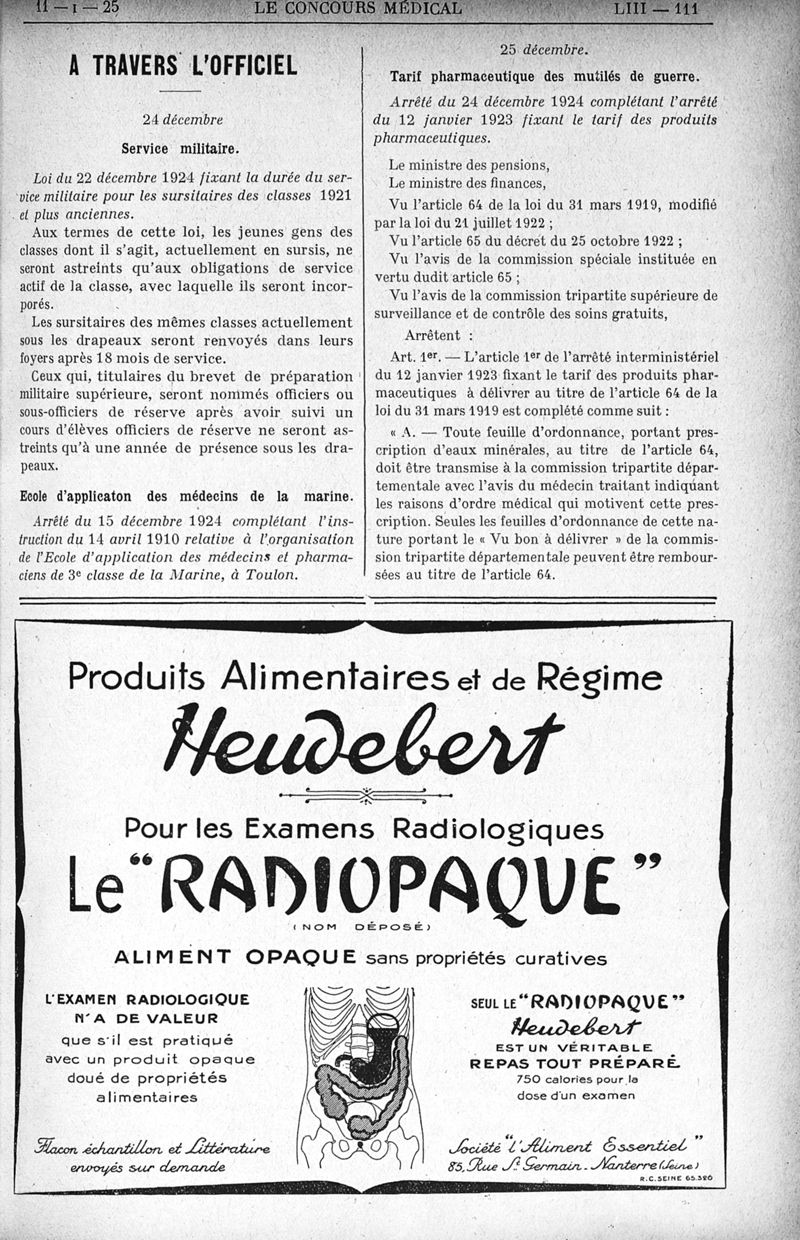 11 — I — 25 LE CONCOURS MÉDICAL LIII — 111
A TRAVERS L'OFFICIEL
24 décembre
Service militaire.
Loi du 22 décembre 1924 fixant la durée du ser-
vice militaire pour les sursitaires des classes 1921
et plus anciennes.
Aux termes de cette loi, les jeunes gens des
classes dont il s'agit, actuellement en sursis, ne
seront astreints qu'aux obligations de service
actif de la classe, avec laquelle ils seront incor-
porés.
Les sursitaires des mêmes classes actuellement
sous les drapeaux seront renvoyés dans leurs
foyers après 18 mois de service.
Ceux qui, titulaires du brevet de préparation
militaire supérieure, seront nommés officiers ou
sous-officiers de réserve après avoir suivi un
cours d'élèves officiers de réserve ne seront as-
treints qu'à une année de présence sous les dra-
peaux.
Ecole d'applicaton des médecins de la marine.
Arrêté du 15 décembre 1924 complétant l'ins-
truction du 14 avril 1910 relative à l'organisation
de l'Ecole d'application des médecins et pharma-
ciens de 3e classe de la Marine, à Toulon.
25 décembre.
Tarif pharmaceutique des mutilés de guerre.
Arrêté du 24 décembre 1924 complétant l'arrêté
du 12 janvier 1923 fixant le tarif des produits
pharmaceutiques.
Le ministre des pensions,
Le ministre des finances,
Vu l'article 64 de la loi du 31 mars 1919, modifié
par la loi du 21 juillet 1922 ;
Vu l'article 65 du décret du 25 octobre 1922 ;
Vu l'avis de la commission spéciale instituée en
vertu dudit article 65 ;
Vu l'avis de la commission tripartite supérieure de
surveillance et de contrôle des soins gratuits,
Arrêtent :
Art. 1er. — L'article 1er de l'arrêté interministériel
du 12 janvier 1923 fixant le tarif des produits phar-
maceutiques à délivrer au titre de l'article 64 de la
loi du 31 mars 1919 est complété comme suit :
« A. — Toute feuille d'ordonnance, portant pres-
cription d'eaux minérales, au titre de l'article 64,
doit être transmise à la commission tripartite dépar-
tementale avec l'avis du médecin traitant indiquant
les raisons d'ordre médical qui motivent cette pres-
cription. Seules les feuilles d'ordonnance de cette na-
ture portant le « Vu bon à délivrer » de la commis-
sion tripartite départementale peuvent être rembour-
sées au titre de l'article 64.
Produits Alimentaires et de Régime
Heudebert
Pour les Examens Radiologiques
Le "RADIOPAQUE"
(NOM DÉPOSÉ)
ALIMENT OPAQUE sans propriétés curatives
L'EXAMEN RADIOLOGIQUE
N'A DE VALEUR
que s'il est pratiqué
avec un produit opaque
doué de propriétés
alimentaires
SEUL LE "RADIOPAQUE"
Heudebert
EST UN VÉRITABLE
REPAS TOUT PRÉPARÉ
750 calories pour la
dose d'un examen
Flacon échantillon et Littérature
envoyés sur demande
Société "L'Aliment Essentiel"
85, Rue St Germain. Nanterre (Seine)
R.C. SEINE 65.326